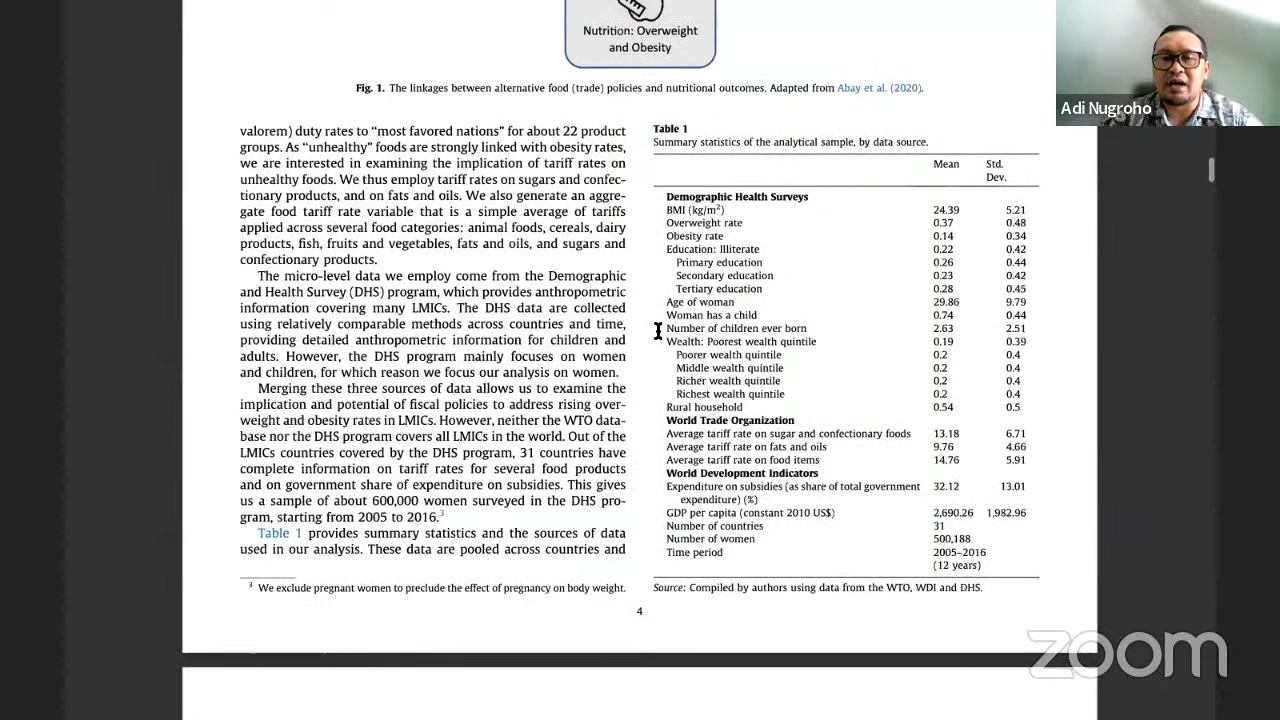 Nutrition: Overweight
and Obesity
Fig. 1. The linkages between alternative food (trade) policies and nutritional outcomes. Adapted from Abay et al. (2020).
valorem) duty rates to “most favored nations” for about 22 product
groups. As “unhealthy” foods are strongly linked with obesity rates,
we are interested in examining the implication of tariff rates on
unhealthy foods. We thus employ tariff rates on sugars and confec-
tionary products, and on fats and oils. We also generate an aggre-
gate food tariff rate variable that is a simple average of tariffs
applied across several food categories: animal foods, cereals, dairy
products, fish, fruits and vegetables, fats and oils, and sugars and
confectionary products.
The micro-level data we employ come from the Demographic
and Health Survey (DHS) program, which provides anthropometric
information covering many LMICs. The DHS data are collected
using relatively comparable methods across countries and time,
providing detailed anthropometric information for children and
adults. However, the DHS program mainly focuses on women
and children, for which reason we focus our analysis on women.
Merging these three sources of data allows us to examine the
implication and potential of fiscal policies to address rising over-
weight and obesity rates in LMICs. However, neither the WTO data-
base nor the DHS program covers all LMICs in the world. Out of the
LMICs countries covered by the DHS program, 31 countries have
complete information on tariff rates for several food products
and on government share of expenditure on subsidies. This gives
us a sample of about 600,000 women surveyed in the DHS pro-
gram, starting from 2005 to 2016.3
Table 1 provides summary statistics and the sources of data
used in our analysis. These data are pooled across countries and
3 We exclude pregnant women to preclude the effect of pregnancy on body weight.
Table 1
Summary statistics of the analytical sample, by data source.
Mean Std.
Dev.
Demographic Health Surveys
BMI (kg/m2) 24.39 5.21
Overweight rate 0.37 0.48
Obesity rate 0.14 0.34
Education: Illiterate 0.22 0.42
Primary education 0.26 0.44
Secondary education 0.23 0.42
Tertiary education 0.28 0.45
Age of woman 29.86 9.79
Woman has a child 0.74 0.44
Number of children ever born 2.63 2.51
Wealth: Poorest wealth quintile 0.19 0.39
Poorer wealth quintile 0.2 0.4
Middle wealth quintile 0.2 0.4
Richer wealth quintile 0.2 0.4
Richest wealth quintile 0.2 0.4
Rural household 0.54 0.5
World Trade Organization
Average tariff rate on sugar and confectionary foods 13.18 6.71
Average tariff rate on fats and oils 9.76 4.66
Average tariff rate on food items 14.76 5.91
World Development Indicators
Expenditure on subsidies (as share of total government 32.12 13.01
expenditure) (%)
GDP per capita (constant 2010 US$) 2,690.26 1,982.96
Number of countries 31
Number of women 500,188
Time period 2005–2016
(12 years)
Source: Compiled by authors using data from the WTO, WDI and DHS.
4
Adi Nugroho
zoom